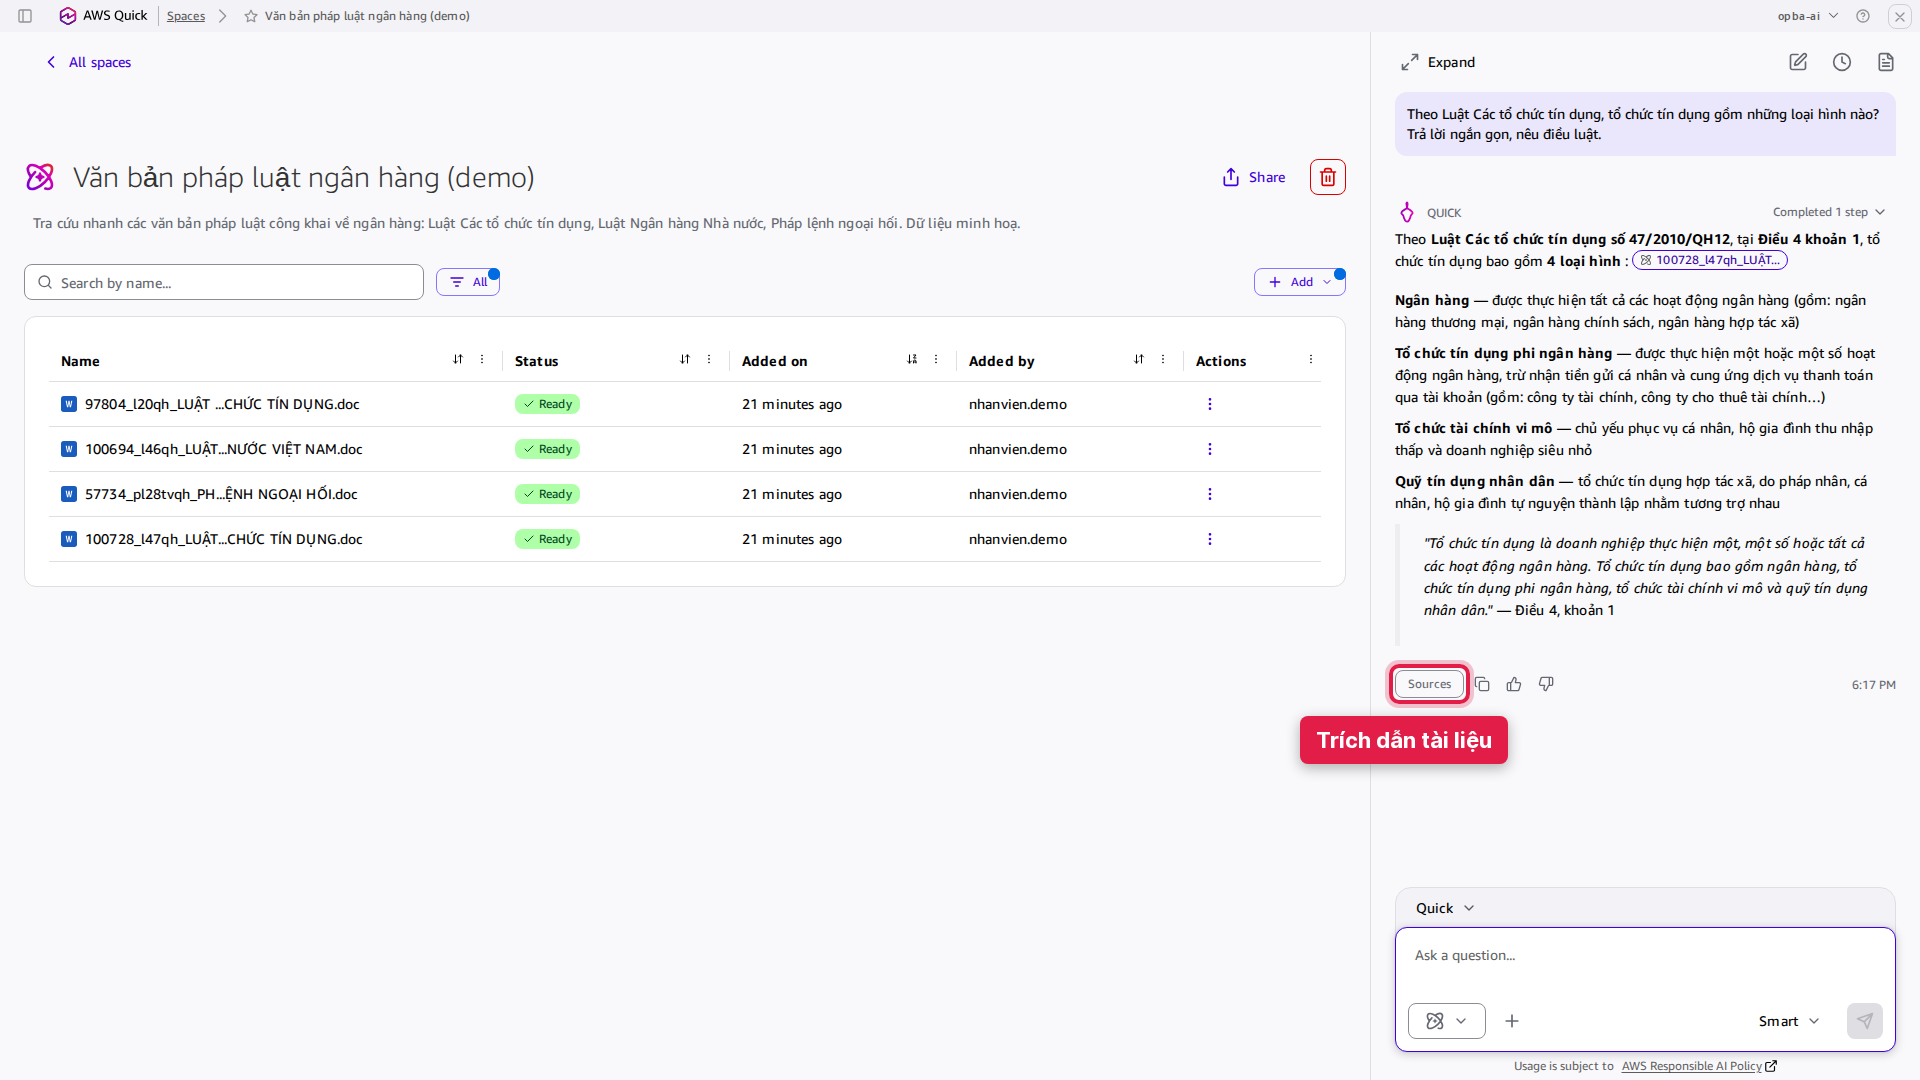 AWS Quick
Spaces
Văn bản pháp luật ngân hàng (demo)
opba-ai
All spaces
Văn bản pháp luật ngân hàng (demo)
Share
Tra cứu nhanh các văn bản pháp luật công khai về ngân hàng: Luật Các tổ chức tín dụng, Luật Ngân hàng Nhà nước, Pháp lệnh ngoại hối. Dữ liệu minh hoạ.
Search by name...
All
Add
Name Status Added on Added by Actions
97804_l20qh_LUẬT ...CHỨC TÍN DỤNG.doc Ready 21 minutes ago nhanvien.demo
100694_l46qh_LUẬT...NƯỚC VIỆT NAM.doc Ready 21 minutes ago nhanvien.demo
57734_pl28tvqh_PH...ỆNH NGOẠI HỐI.doc Ready 21 minutes ago nhanvien.demo
100728_l47qh_LUẬT...CHỨC TÍN DỤNG.doc Ready 21 minutes ago nhanvien.demo
Expand
Theo Luật Các tổ chức tín dụng, tổ chức tín dụng gồm những loại hình nào?
Trả lời ngắn gọn, nêu điều luật.
QUICK
Completed 1 step
Theo Luật Các tổ chức tín dụng số 47/2010/QH12, tại Điều 4 khoản 1, tổ
chức tín dụng bao gồm 4 loại hình : 100728_l47qh_LUẬT...
Ngân hàng — được thực hiện tất cả các hoạt động ngân hàng (gồm: ngân
hàng thương mại, ngân hàng chính sách, ngân hàng hợp tác xã)
Tổ chức tín dụng phi ngân hàng — được thực hiện một hoặc một số hoạt
động ngân hàng, trừ nhận tiền gửi cá nhân và cung ứng dịch vụ thanh toán
qua tài khoản (gồm: công ty tài chính, công ty cho thuê tài chính...)
Tổ chức tài chính vi mô — chủ yếu phục vụ cá nhân, hộ gia đình thu nhập
thấp và doanh nghiệp siêu nhỏ
Quỹ tín dụng nhân dân — tổ chức tín dụng hợp tác xã, do pháp nhân, cá
nhân, hộ gia đình tự nguyện thành lập nhằm tương trợ nhau
"Tổ chức tín dụng là doanh nghiệp thực hiện một, một số hoặc tất cả
các hoạt động ngân hàng. Tổ chức tín dụng bao gồm ngân hàng, tổ
chức tín dụng phi ngân hàng, tổ chức tài chính vi mô và quỹ tín dụng
nhân dân." — Điều 4, khoản 1
Sources
6:17 PM
Trích dẫn tài liệu
Quick
Ask a question...
Smart
Usage is subject to AWS Responsible AI Policy